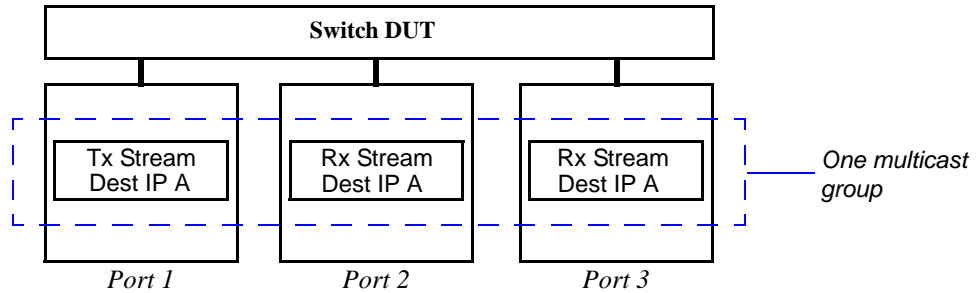 Switch DUT
Tx Stream
Dest IP A
Rx Stream
Dest IP A
Rx Stream
Dest IP A
One multicast
group
Port 1
Port 2
Port 3